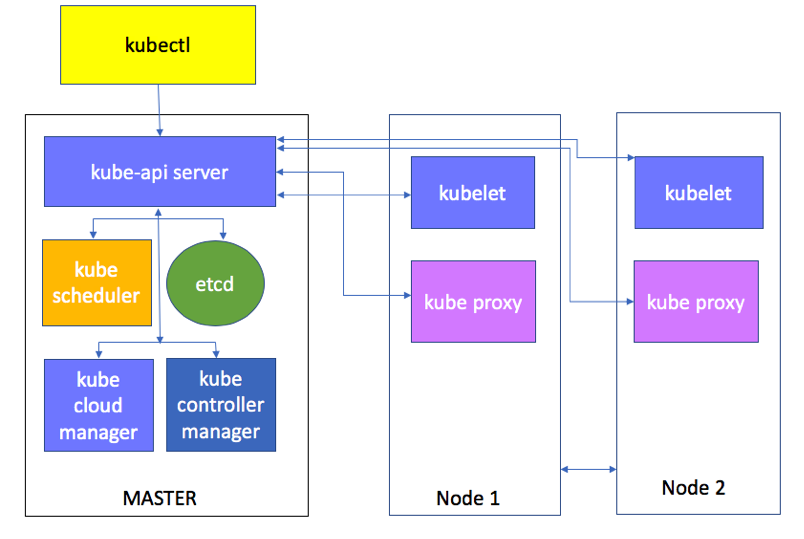 kubectl
kube-api server
kube
scheduler
etcd
kube
cloud
manager
kube
controller
manager
MASTER
kubelet
kube proxy
Node 1
kubelet
kube proxy
Node 2